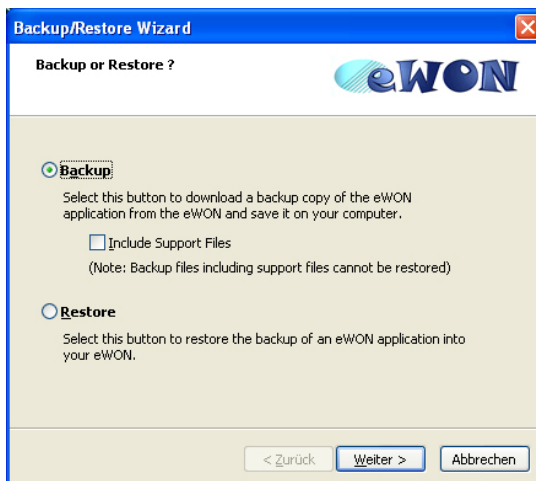 Backup/Restore Wizard
Backup or Restore ?
eWON
Backup
Select this button to download a backup copy of the eWON
application from the eWON and save it on your computer.
Include Support Files
(Note: Backup files including support files cannot be restored)
Restore
Select this button to restore the backup of an eWON application into
your eWON.
< Zurück
Weiter >
Abbrechen